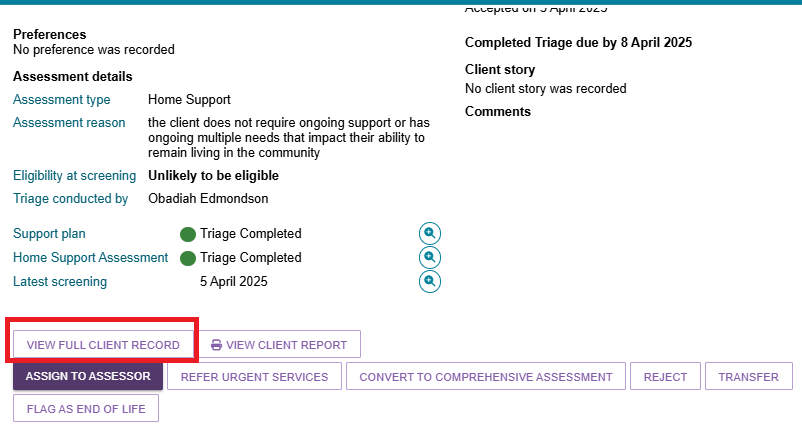 Accepted on 5 April 2025
Preferences
No preference was recorded
Completed Triage due by 8 April 2025
Assessment details
Client story
No client story was recorded
Assessment type Home Support
Comments
Assessment reason the client does not require ongoing support or has
ongoing multiple needs that impact their ability to
remain living in the community
Eligibility at screening Unlikely to be eligible
Triage conducted by Obadiah Edmondson
Support plan Triage Completed
Home Support Assessment Triage Completed
Latest screening 5 April 2025
VIEW FULL CLIENT RECORD VIEW CLIENT REPORT
ASSIGN TO ASSESSOR REFER URGENT SERVICES CONVERT TO COMPREHENSIVE ASSESSMENT REJECT TRANSFER
FLAG AS END OF LIFE